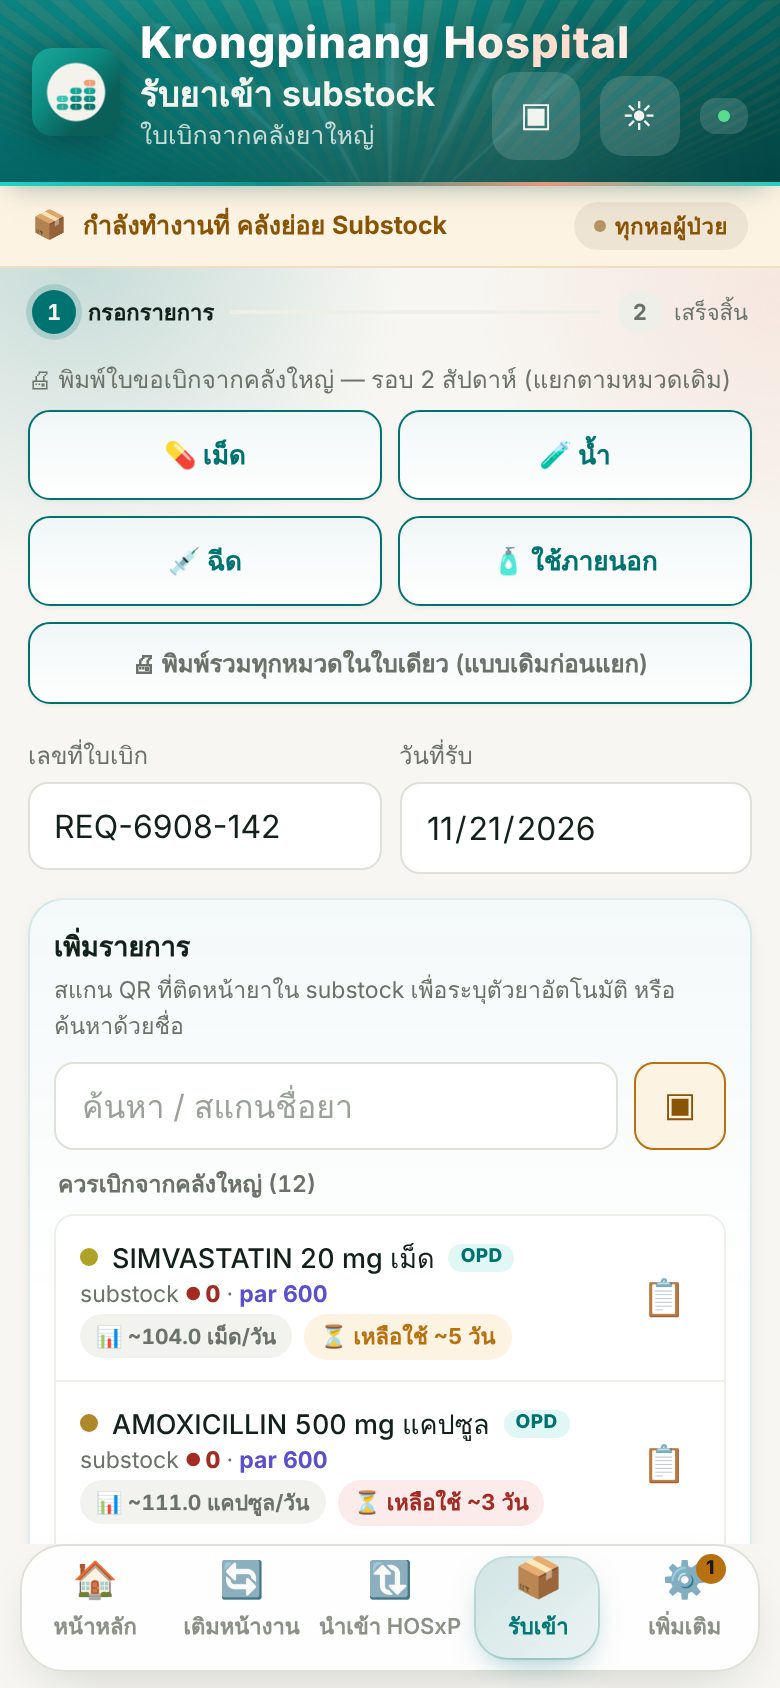 Krongpinang Hospital
รับยาเข้า substock
ใบเบิกจากคลังยาใหญ่
📦 กำลังทำงานที่ คลังย่อย Substock
ทุกหอผู้ป่วย
1 กรอกรายการ
2 เสร็จสิ้น
🖨 พิมพ์ใบขอเบิกจากคลังใหญ่ — รอบ 2 สัปดาห์ (แยกตามหมวดเดิม)
💊 เม็ด
🧪 น้ำ
💉 ฉีด
🧴 ใช้ภายนอก
🖨 พิมพ์รวมทุกหมวดในใบเดียว (แบบเดิมก่อนแยก)
เลขที่ใบเบิก
วันที่รับ
REQ-6908-142
11/21/2026
เพิ่มรายการ
สแกน QR ที่ติดหน้ายาใน substock เพื่อระบุตัวยาอัตโนมัติ หรือ
ค้นหาด้วยชื่อ
ค้นหา / สแกนชื่อยา
ควรเบิกจากคลังใหญ่ (12)
SIMVASTATIN 20 mg เม็ด OPD
substock 0 · par 600
📊 ~104.0 เม็ด/วัน
⏳ เหลือใช้ ~5 วัน
AMOXICILLIN 500 mg แคปซูล OPD
substock 0 · par 600
📊 ~111.0 แคปซูล/วัน
⏳ เหลือใช้ ~3 วัน
หน้าหลัก
เติมหน้างาน
นำเข้า HOSxP
รับเข้า
1
เพิ่มเติม